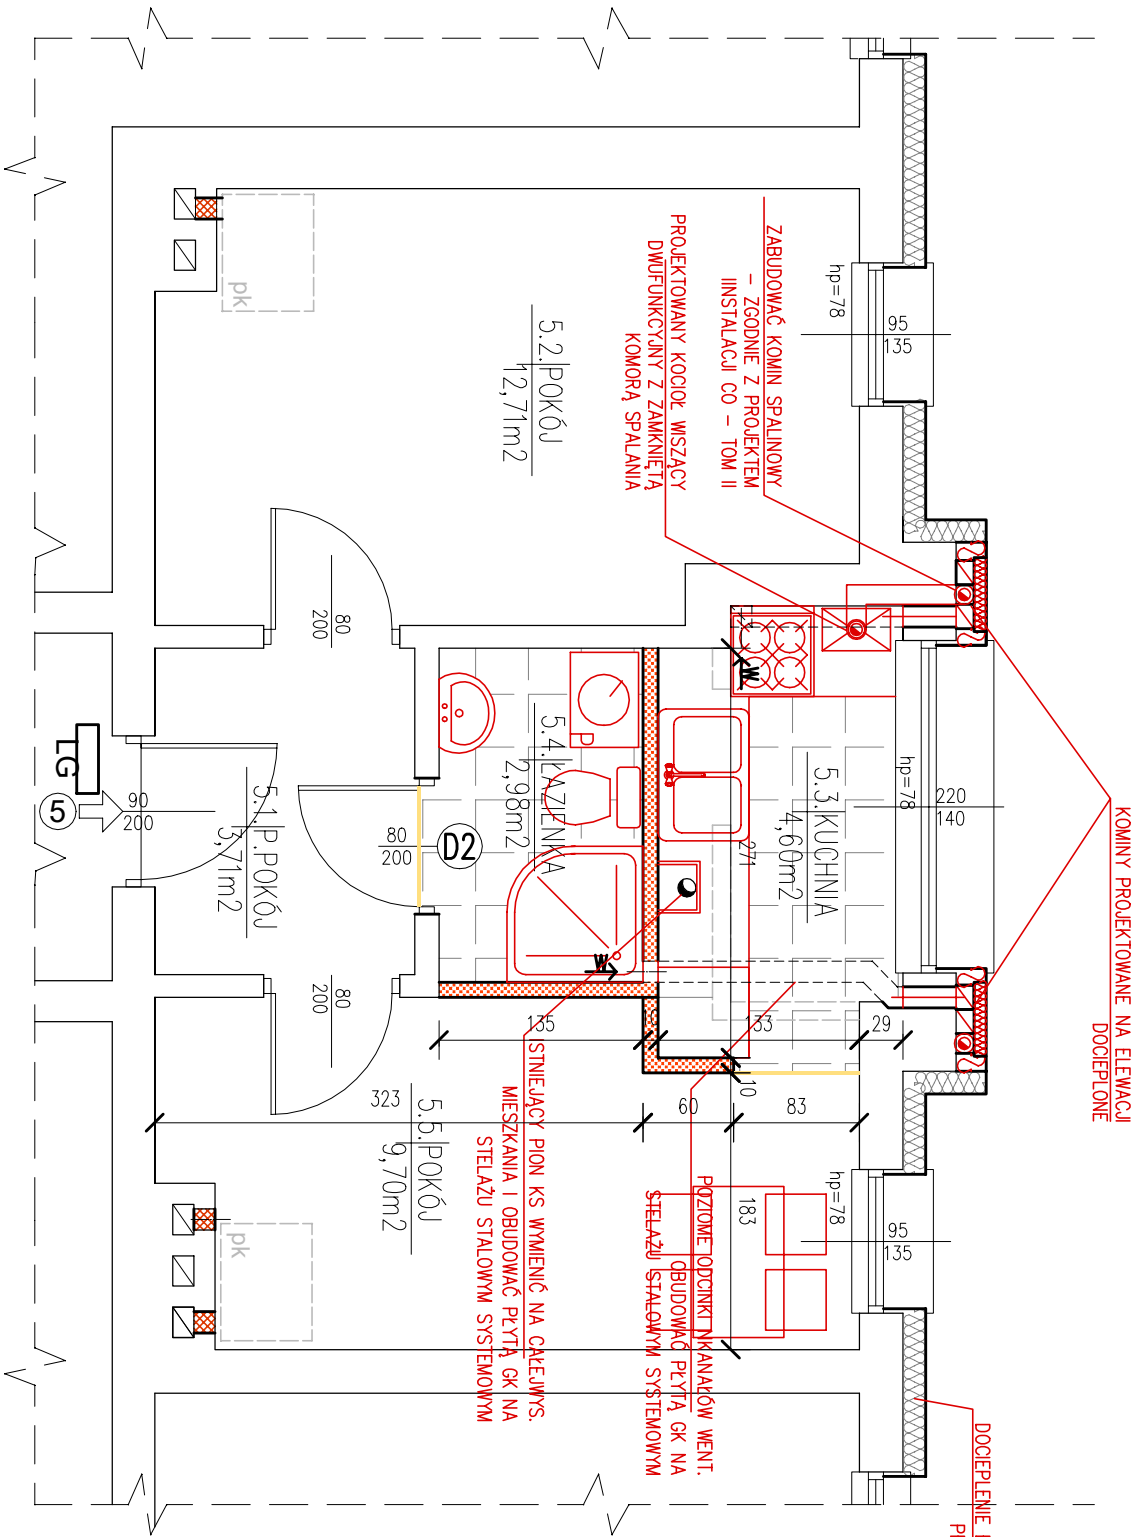 KOMINY PROJEKTOWANE NA ELEWACJI
DOCIEPLONE
DOCIEPLENIE
ZABUDOWAĆ KOMIN SPALINOWY
- ZGODNIE Z PROJEKTEM
IINSTALACJI CO - TOM II
PROJEKTOWANY KOCIOŁ WISZĄCY
DWUFUNKCYJNY Z ZAMKNIĘTĄ
KOMORĄ SPALANIA
hp=78
95
135
hp=78
220
140
hp=78
95
135
5.2.POKÓJ
12,71m2
5.3.KUCHNIA
4,60m2
271
5.4.ŁAZIENKA
2,98m2
P
W
W
5.1.P.POKÓJ
3,71m2
5.5.POKÓJ
9,70m2
pk
pk
80
200
80
200
80
200
D2
90
200
LG
5
135
133
29
10
323
60
83
183
POZIOME ODCINKI NKANAŁÓW WENT.
OBUDOWAĆ PŁYTĄ GK NA
STELAŻU STALOWYM SYSTEMOWYM
ISTNIEJĄCY PION KS WYMIENIĆ NA CAŁEJWYS.
MIESZKANIA I OBUDOWAĆ PŁYTĄ GK NA
STELAŻU STALOWYM SYSTEMOWYM